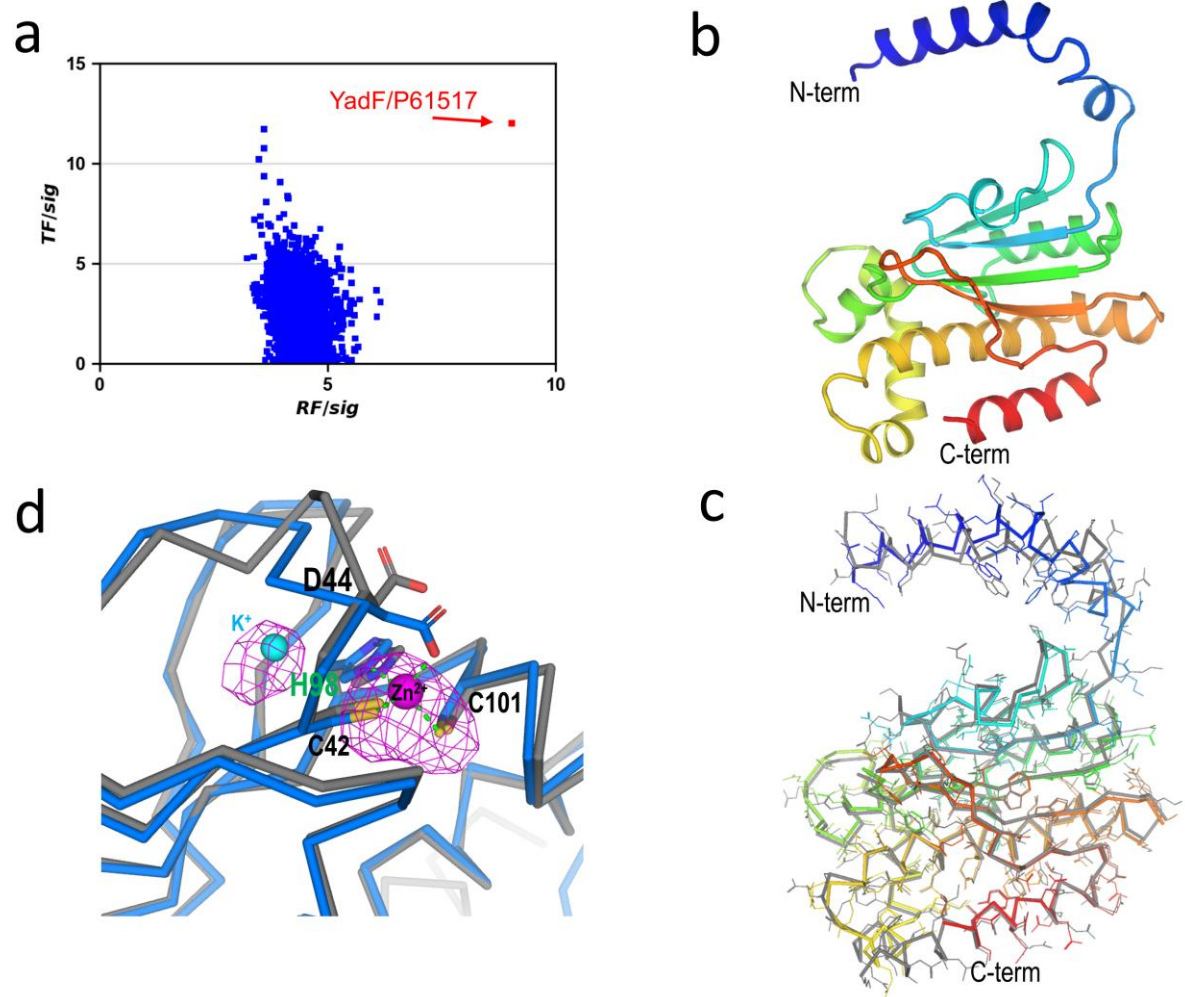 a
15
10
5
0
TF/sig
YadF/P61517
0
5
10
RF/sig
b
N-term
C-term
d
D44
K⁺
H98
Zn²⁺
C101
C42
c
N-term
C-term